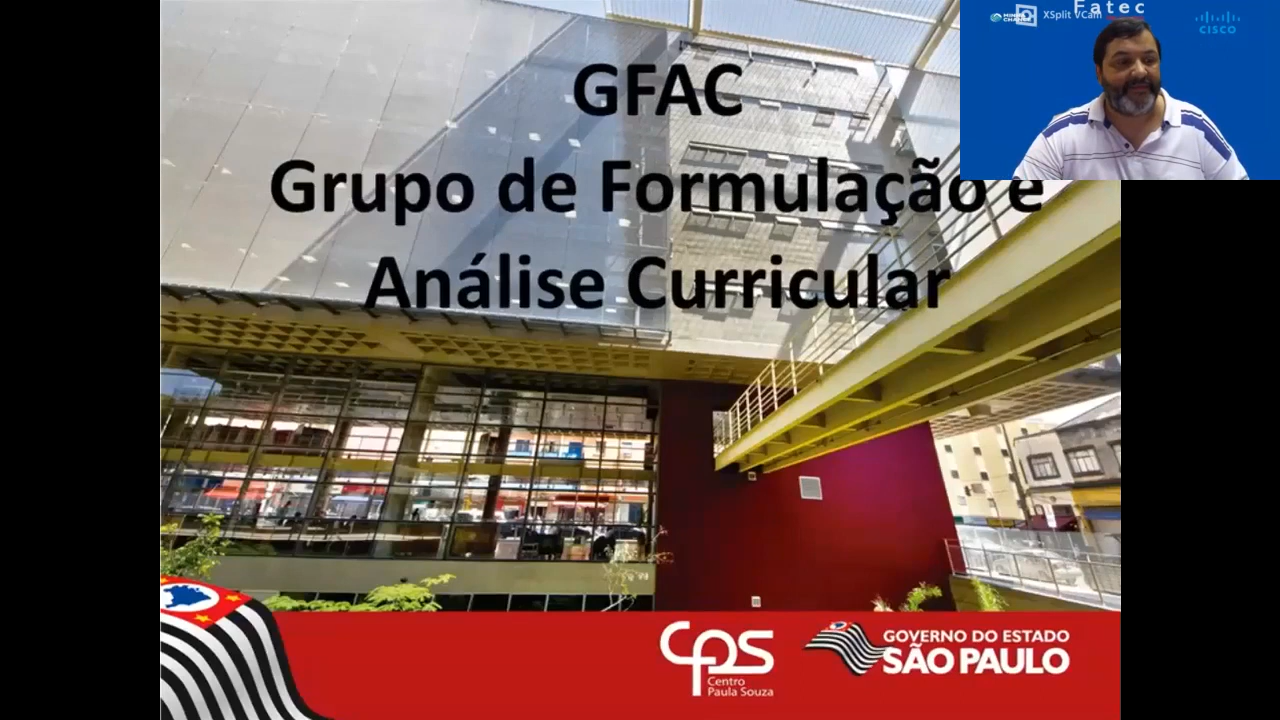 GFAC
Grupo de Formulação e
Análise Curricular
Fatec
XSplit VCam
CISCO
CPS
Centro
Paula Souza
GOVERNO DO ESTADO
SÃO PAULO